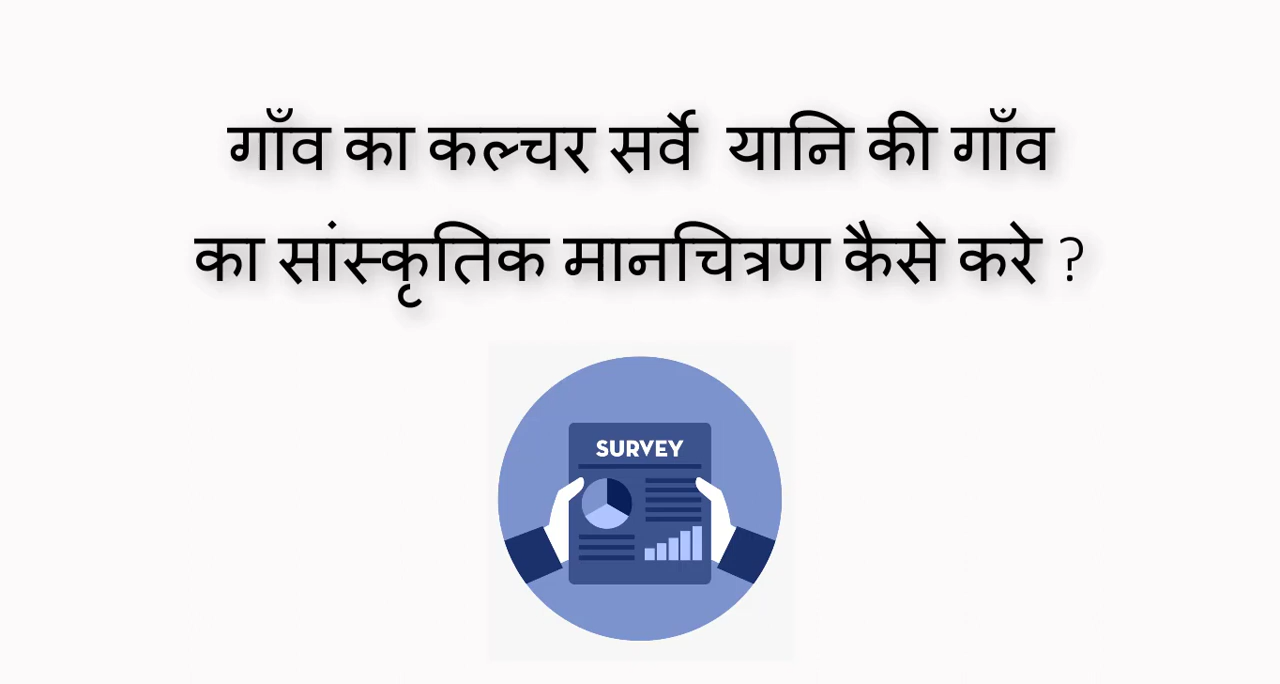 गाँव का कल्चर सर्वे यानि की गाँव
का सांस्कृतिक मानचित्रण कैसे करे ?
SURVEY